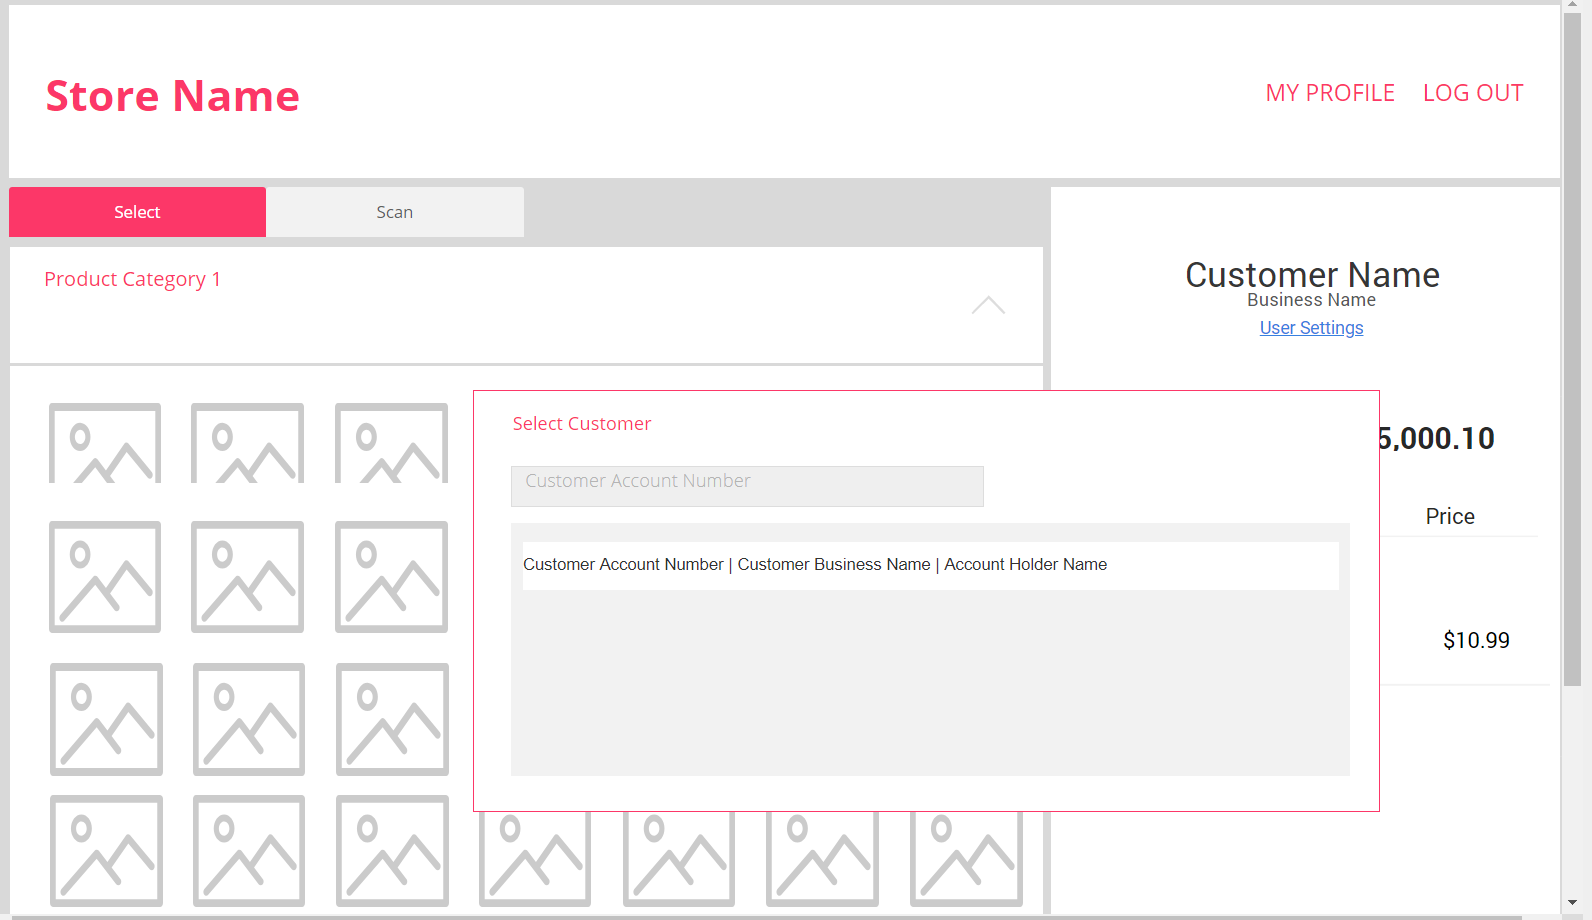 Store Name
MY PROFILE LOG OUT
Select Scan
Product Category 1
Customer Name
Business Name
User Settings
Select Customer
5,000.10
Customer Account Number
Price
Customer Account Number | Customer Business Name | Account Holder Name
$10.99